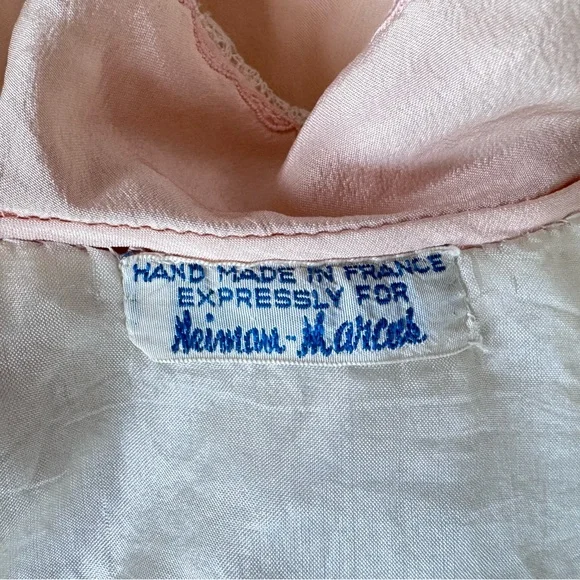 HAND MADE IN FRANCE
EXPRESSLY FOR
Neiman-Marcus